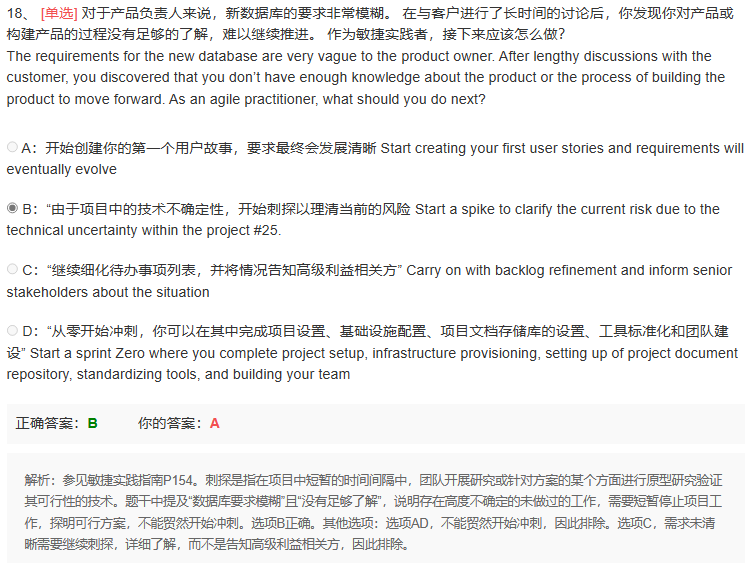 18、 [单选] 对于产品负责人来说，新数据库的要求非常模糊。 在与客户进行了长时间的讨论后，你发现你对产品或
构建产品的过程没有足够的了解，难以继续推进。 作为敏捷实践者，接下来应该怎么做？
The requirements for the new database are very vague to the product owner. After lengthy discussions with the
customer, you discovered that you don’t have enough knowledge about the product or the process of building the
product to move forward. As an agile practitioner, what should you do next?
A：开始创建你的第一个用户故事，要求最终会发展清晰 Start creating your first user stories and requirements will
eventually evolve
B：“由于项目中的技术不确定性，开始刺探以理清当前的风险 Start a spike to clarify the current risk due to the
technical uncertainty within the project #25.
C：“继续细化待办事项列表，并将情况告知高级利益相关方” Carry on with backlog refinement and inform senior
stakeholders about the situation
D：“从零开始冲刺，你可以在其中完成项目设置、基础设施配置、项目文档存储库的设置、工具标准化和团队建
设” Start a sprint Zero where you complete project setup, infrastructure provisioning, setting up of project document
repository, standardizing tools, and building your team
正确答案：B 你的答案：A
解析：参见敏捷实践指南P154。刺探是指在项目中短暂的时间间隔中，团队开展研究或针对方案的某个方面进行原型研究验证
其可行性的技术。题干中提及“数据库要求模糊”且“没有足够了解”，说明存在高度不确定的未做过的工作，需要短暂停止项目工
作，探明可行方案，不能贸然开始冲刺。选项B正确。其他选项：选项AD，不能贸然开始冲刺，因此排除。选项C，需求未清
晰需要继续刺探，详细了解，而不是告知高级利益相关方，因此排除。